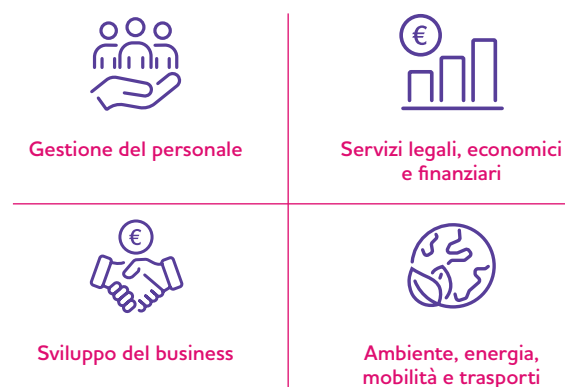 €
Gestione del personale
Servizi legali, economici
e finanziari
€
Sviluppo del business
Ambiente, energia,
mobilità e trasporti